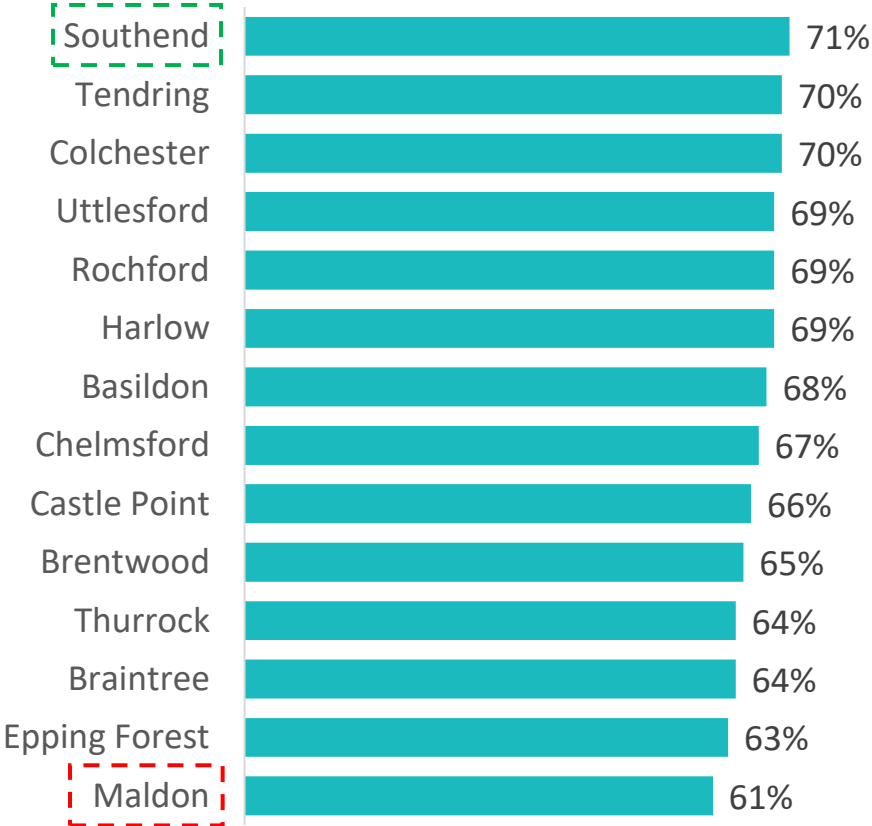 Southend 71%
Tendring 70%
Colchester 70%
Uttlesford 69%
Rochford 69%
Harlow 69%
Basildon 68%
Chelmsford 67%
Castle Point 66%
Brentwood 65%
Thurrock 64%
Braintree 64%
Epping Forest 63%
Maldon 61%